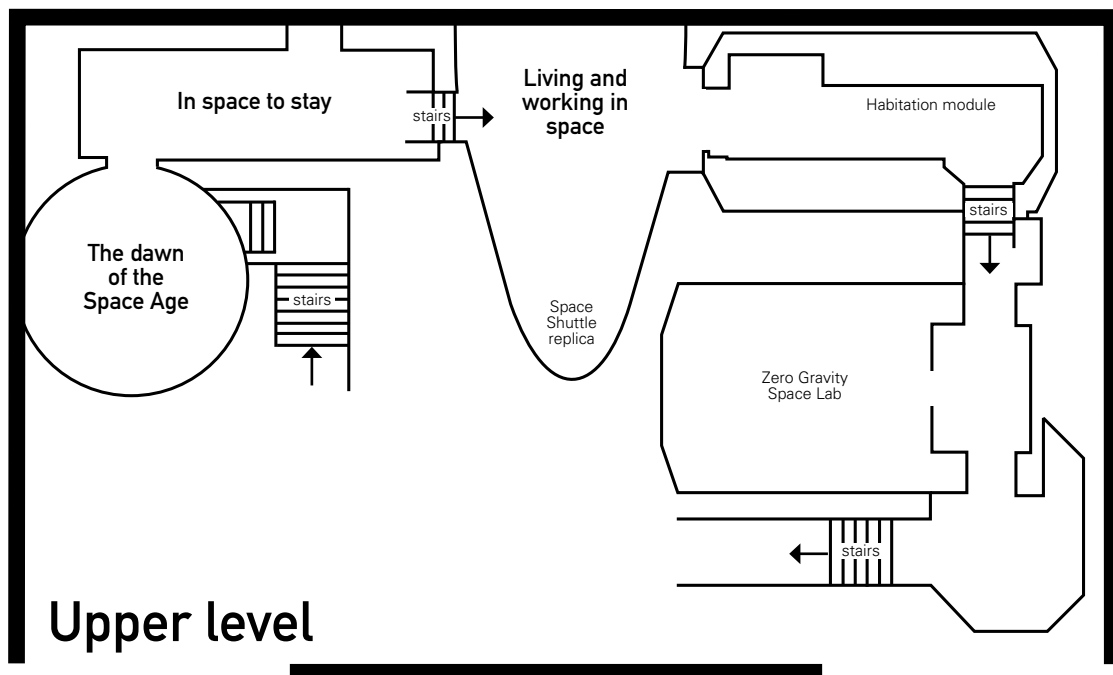 In space to stay
stairs
Living and
working in
space
Habitation module
stairs
The dawn
of the
Space Age
stairs
Space
Shuttle
replica
Zero Gravity
Space Lab
stairs
Upper level